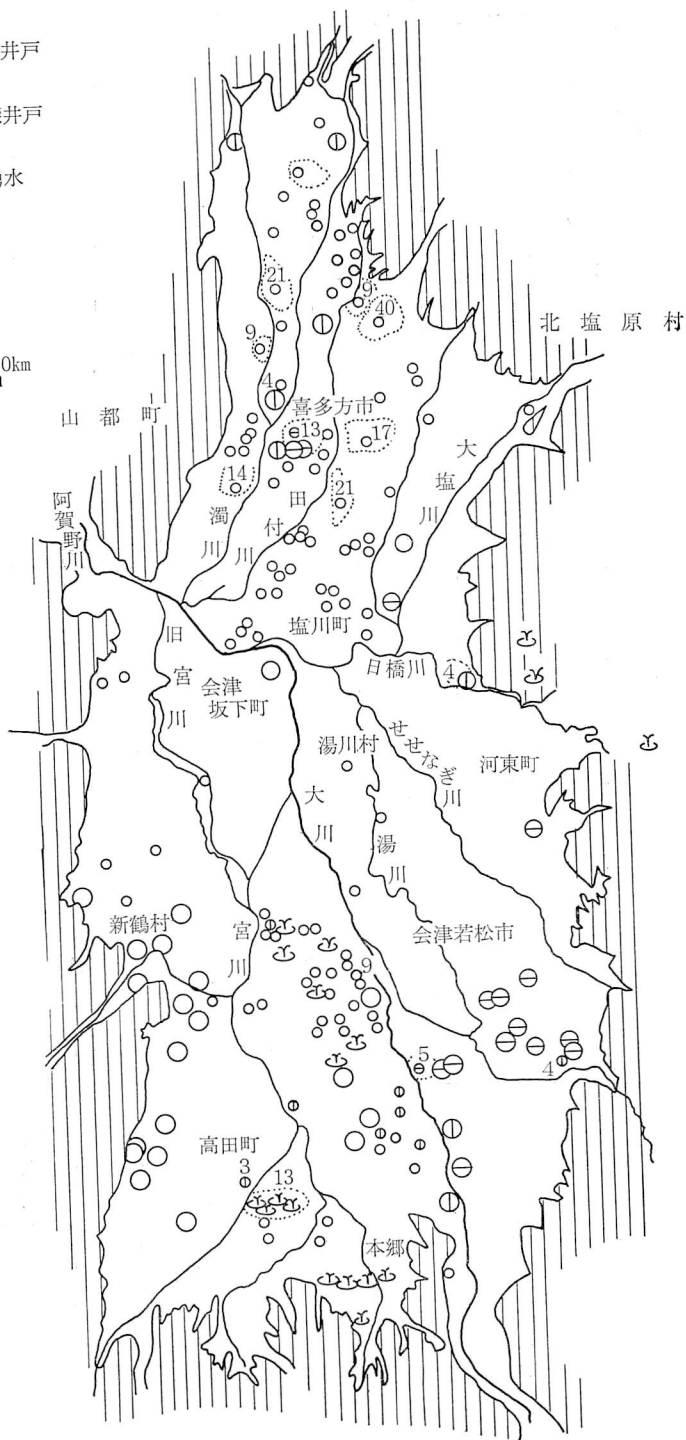 井戸
井戸
水
0km
北塩原村
山都町
21
9
40
9
4
喜多方市
13
17
14
21
大塩川
濁川
田付川
阿賀野川
塩川町
旧宮川
会津
坂下町
日橋川
4
湯川村
せせなぎ川
河東町
大川
湯川
新鶴村
宮川
会津若松市
9
5
4
高田町
3
13
本郷